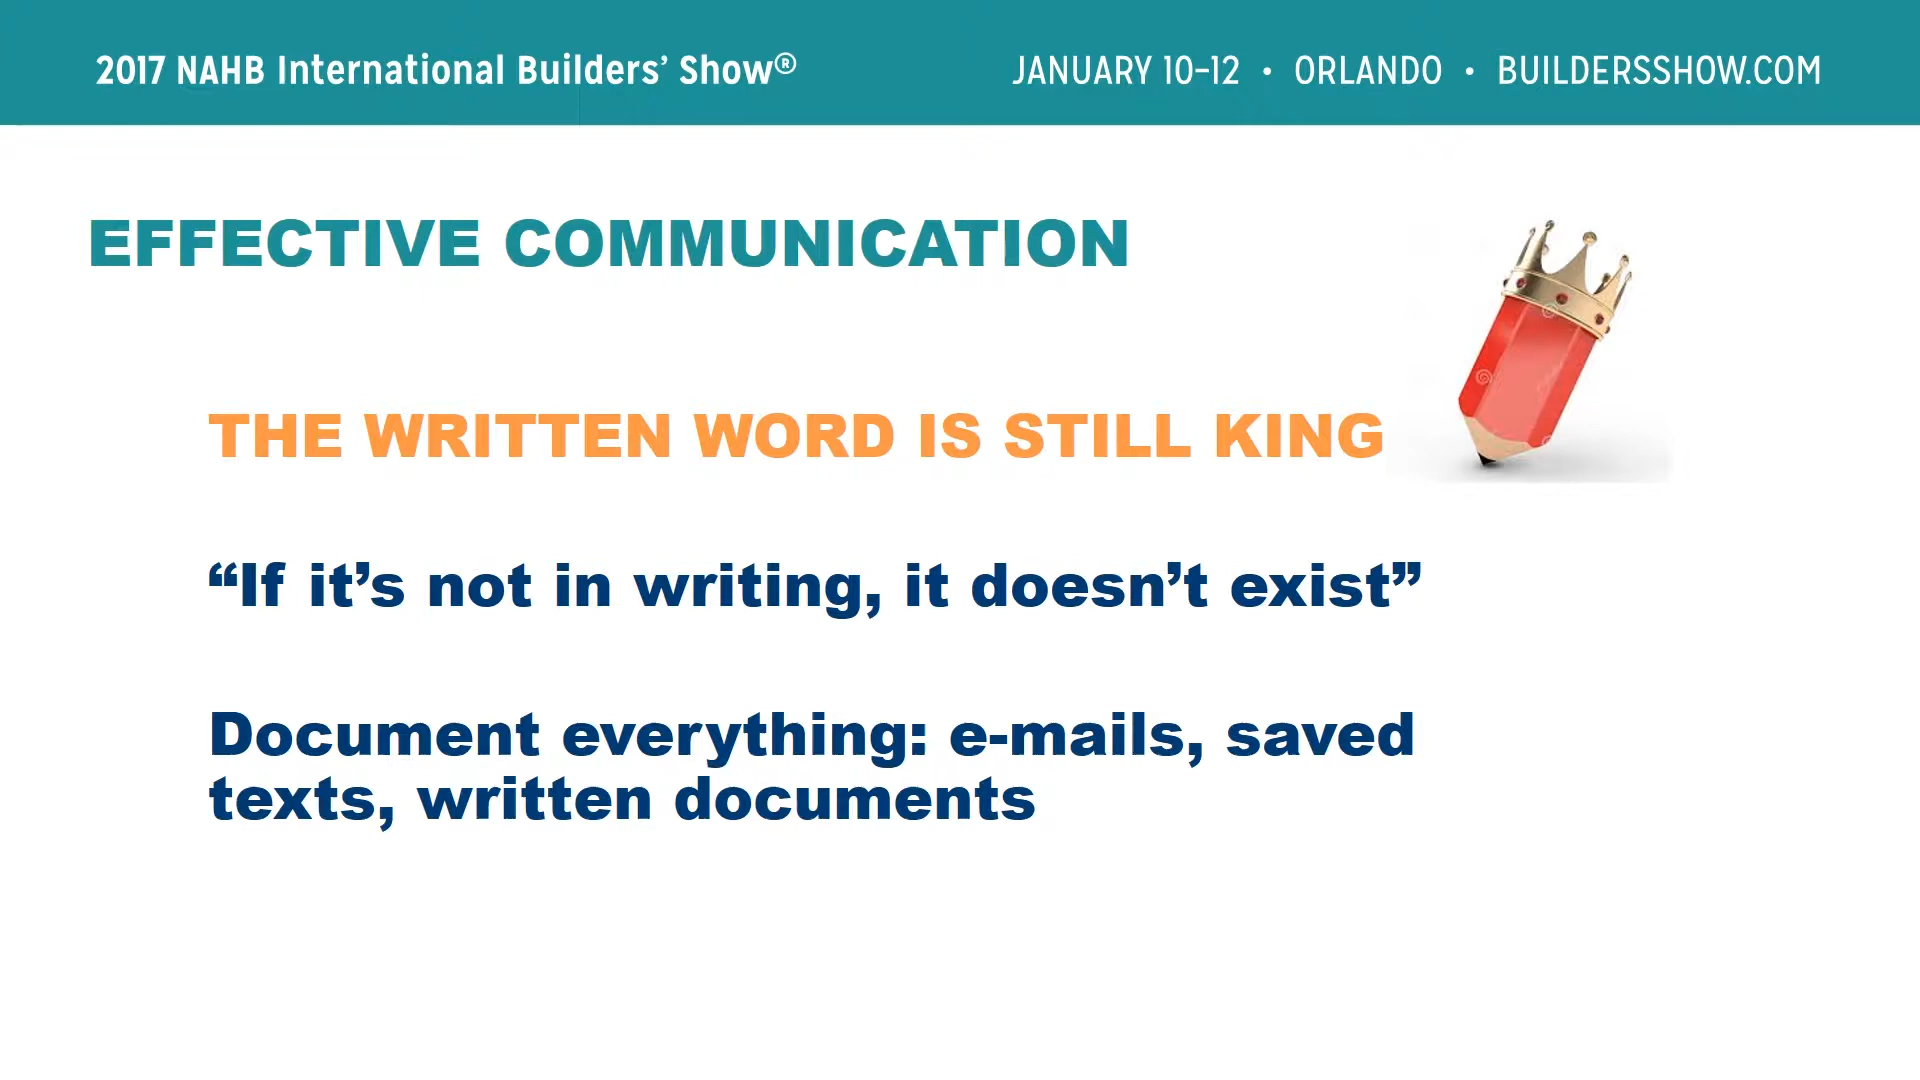 2017 NAHB International Builders’ Show®
JANUARY 10–12 • ORLANDO • BUILDERSSHOW.COM
EFFECTIVE COMMUNICATION
THE WRITTEN WORD IS STILL KING
“If it’s not in writing, it doesn’t exist”
Document everything: e-mails, saved
texts, written documents